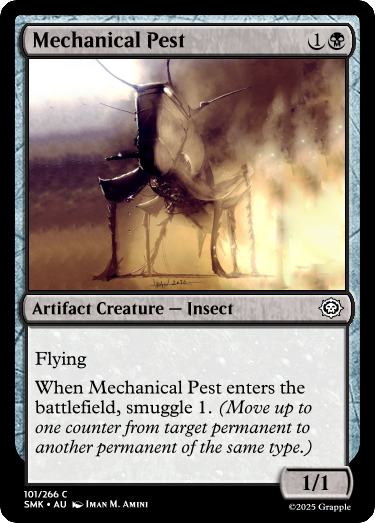 Mechanical Pest 1
Artifact Creature — Insect
Flying
When Mechanical Pest enters the
battlefield, smuggle 1. (Move up to
one counter from target permanent to
another permanent of the same type.)
1/1
101/266 C
SMK • AU Iman M. Amini
©2025 Grapple